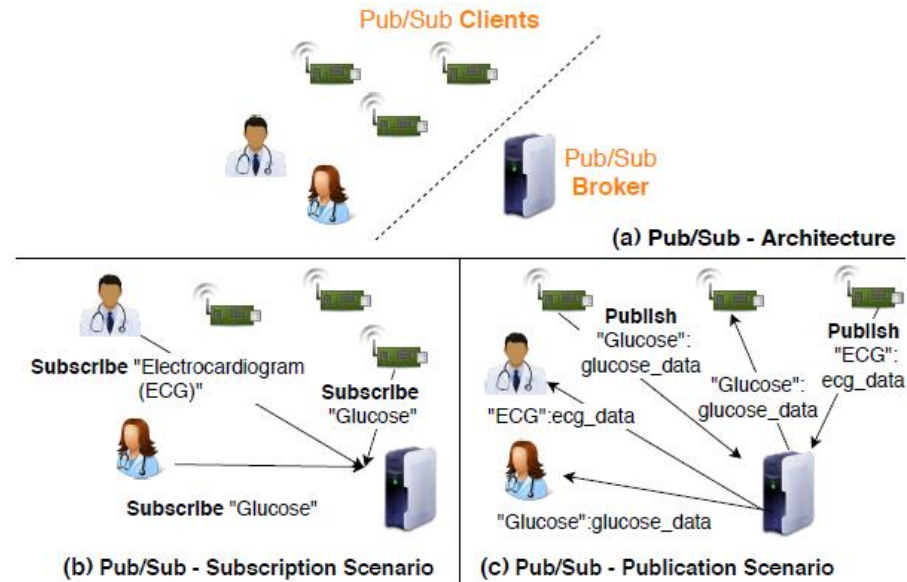 Pub/Sub Clients
Pub/Sub
Broker
(a) Pub/Sub - Architecture
Subscribe "Electrocardiogram
(ECG)"
Subscribe
"Glucose"
Subscribe "Glucose"
(b) Pub/Sub - Subscription Scenario
Publish
"Glucose":
glucose_data
Publish
"ECG":
ecg_data
"Glucose":
glucose_data
"ECG":ecg_data
"Glucose":glucose_data
(c) Pub/Sub - Publication Scenario